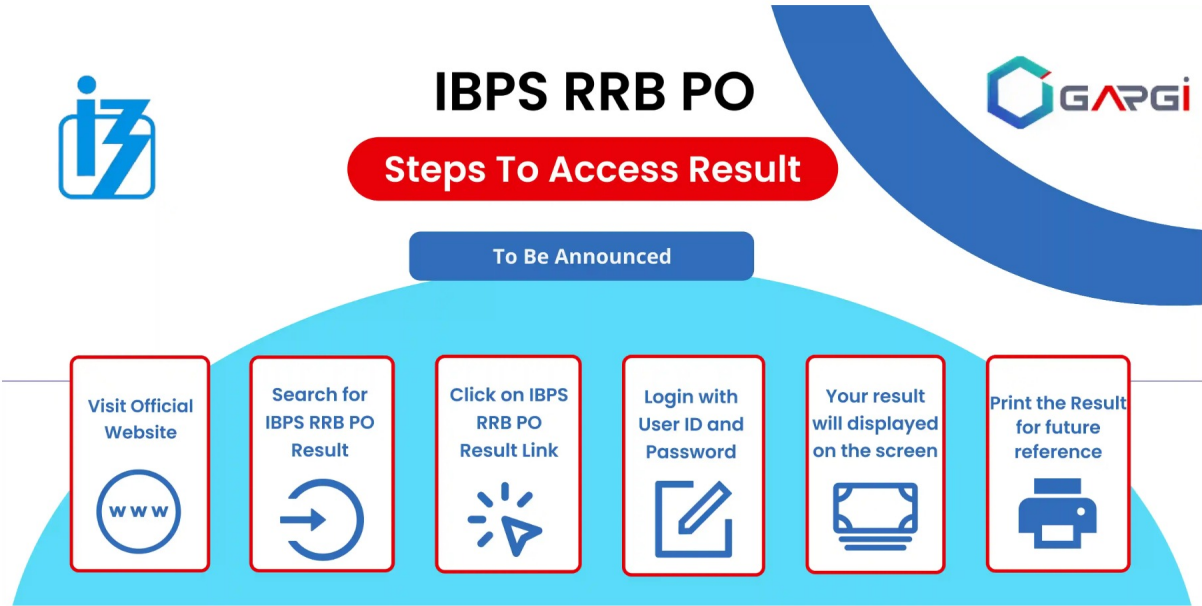 IBPS RRB PO
GARGI
Steps To Access Result
To Be Announced
Visit Official
Website
www
Search for
IBPS RRB PO
Result
Click on IBPS
RRB PO
Result Link
Login with
User ID and
Password
Your result
will displayed
on the screen
Print the Result
for future
reference